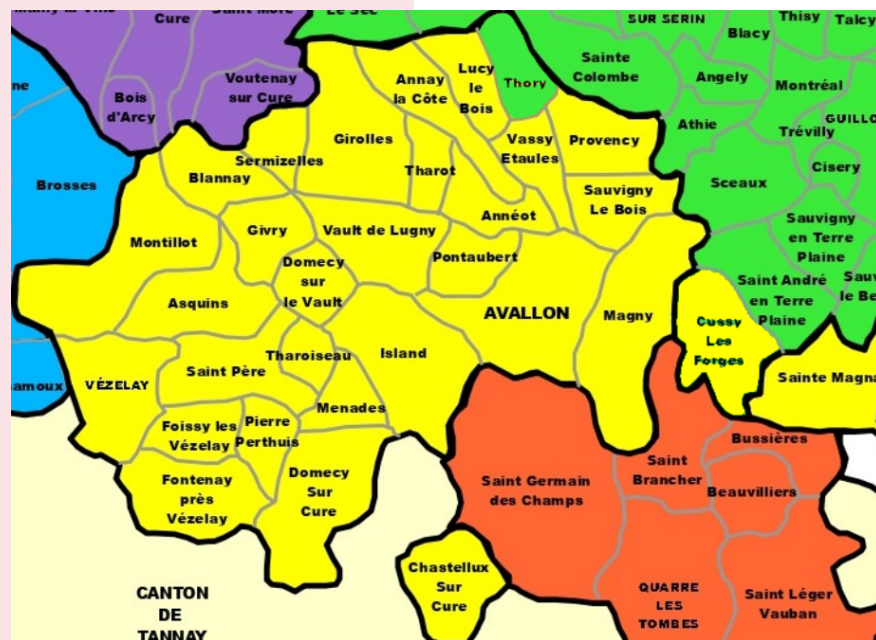 Cure
Le Sec
SUR SERIN
Thisy
Talcy
Blacy
Sainte
Colombe
Angely
Montréal
Annay
la Côte
Lucy
le
Bois
Thory
Voutenay
sur Cure
Bois
d'Arcy
Athie
Trévilly
Girolles
Vassy
Etaules
Provency
Sermizelles
Blannay
Tharot
Cisery
Brosses
Sceaux
Sauvigny
Le Bois
Annéot
Sauvigny
en Terre
Plaine
Givry
Vault de Lugny
Montillot
Pontaubert
Domecy
sur
le Vault
Saint André
en Terre
Plaine
Asquins
AVALLON
Magny
Cussy
Les
Forges
Tharoiseau
Island
Saint Père
VÉZELAY
Sainte Magna
Menades
Foissy les
Vézelay
Pierre
Perthuis
Bussières
Saint
Brancher
Domecy
Sur
Cure
Fontenay
près
Vézelay
Saint Germain
des Champs
Beauvilliers
Chastellux
Sur
Cure
CANTON
DE
TANNAY
QUARRE
LES
TOMBES
Saint Léger
Vauban